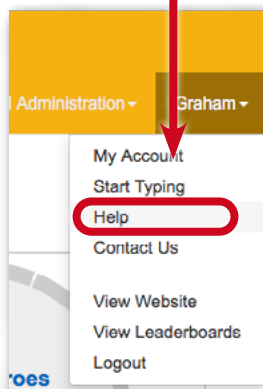 Administration
Graham
My Account
Start Typing
Help
Contact Us
View Website
View Leaderboards
Logout
roes